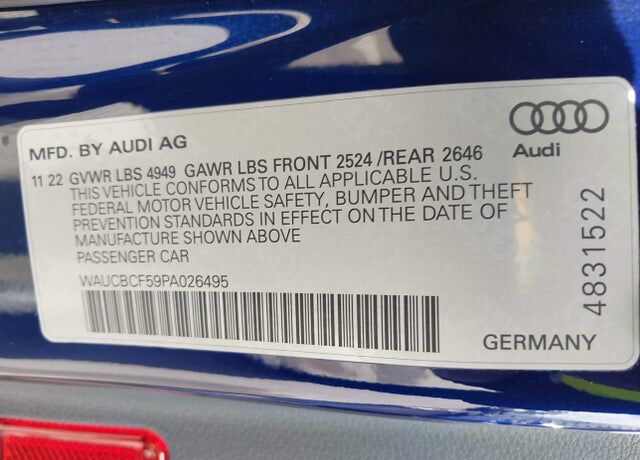 MFD. BY AUDI AG
Audi
11 22 GVWR LBS 4949 GAWR LBS FRONT 2524 /REAR 2646
THIS VEHICLE CONFORMS TO ALL APPLICABLE U.S.
FEDERAL MOTOR VEHICLE SAFETY, BUMPER AND THEFT
PREVENTION STANDARDS IN EFFECT ON THE DATE OF
MANUFACTURE SHOWN ABOVE
PASSENGER CAR
WAUCBCF59PA026495
4831522
GERMANY